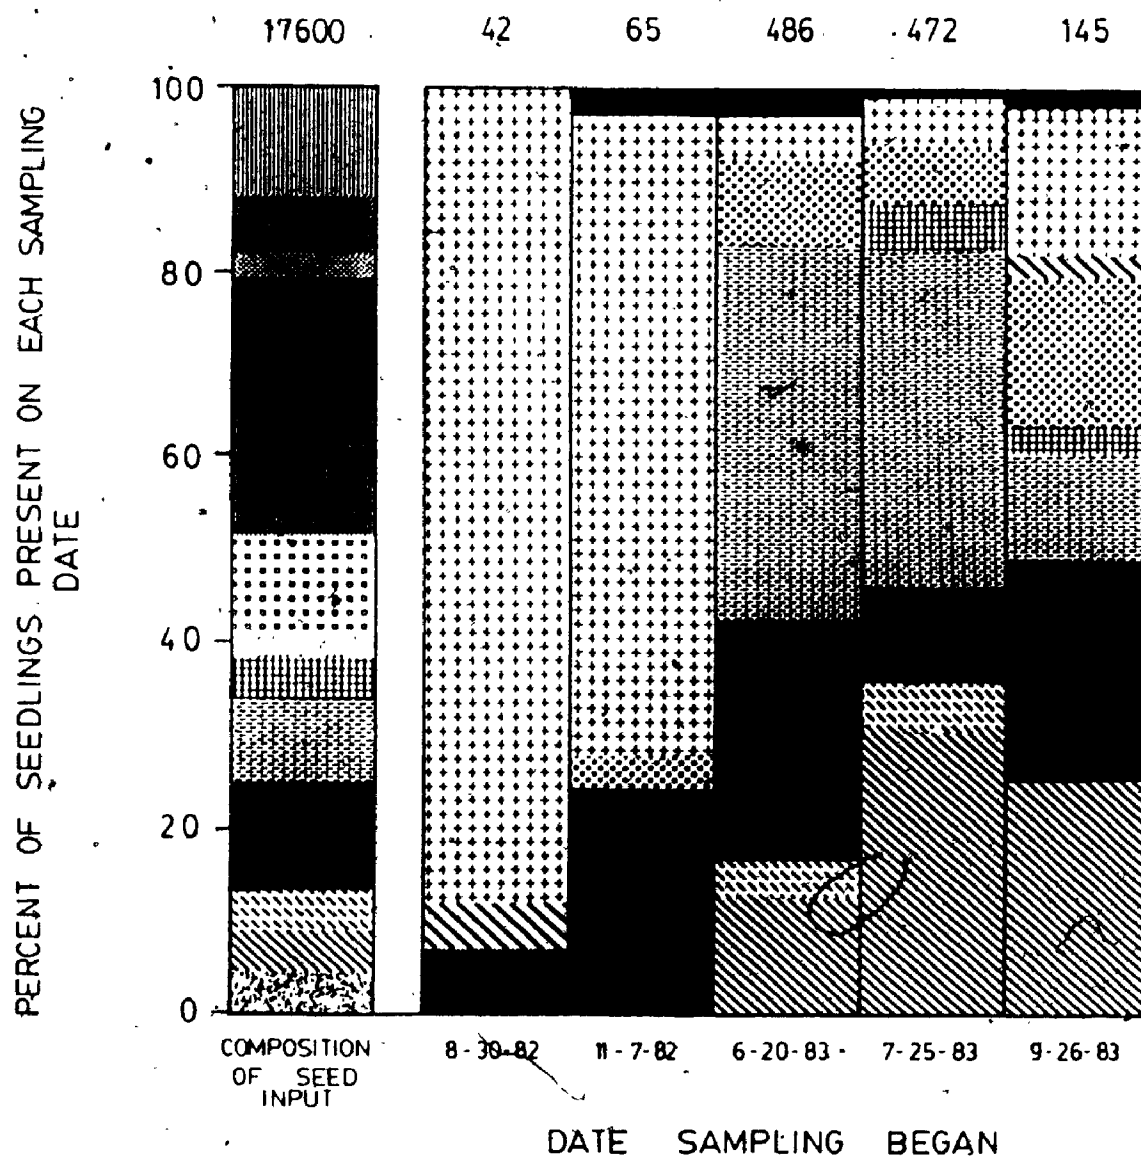 17600 42 65 486 472 145
PERCENT OF SEEDLINGS PRESENT ON EACH SAMPLING
DATE
100
80
60
40
20
0
COMPOSITION
OF SEED
INPUT
8-30-82 11-7-82 6-20-83 7-25-83 9-26-83
DATE SAMPLING BEGAN